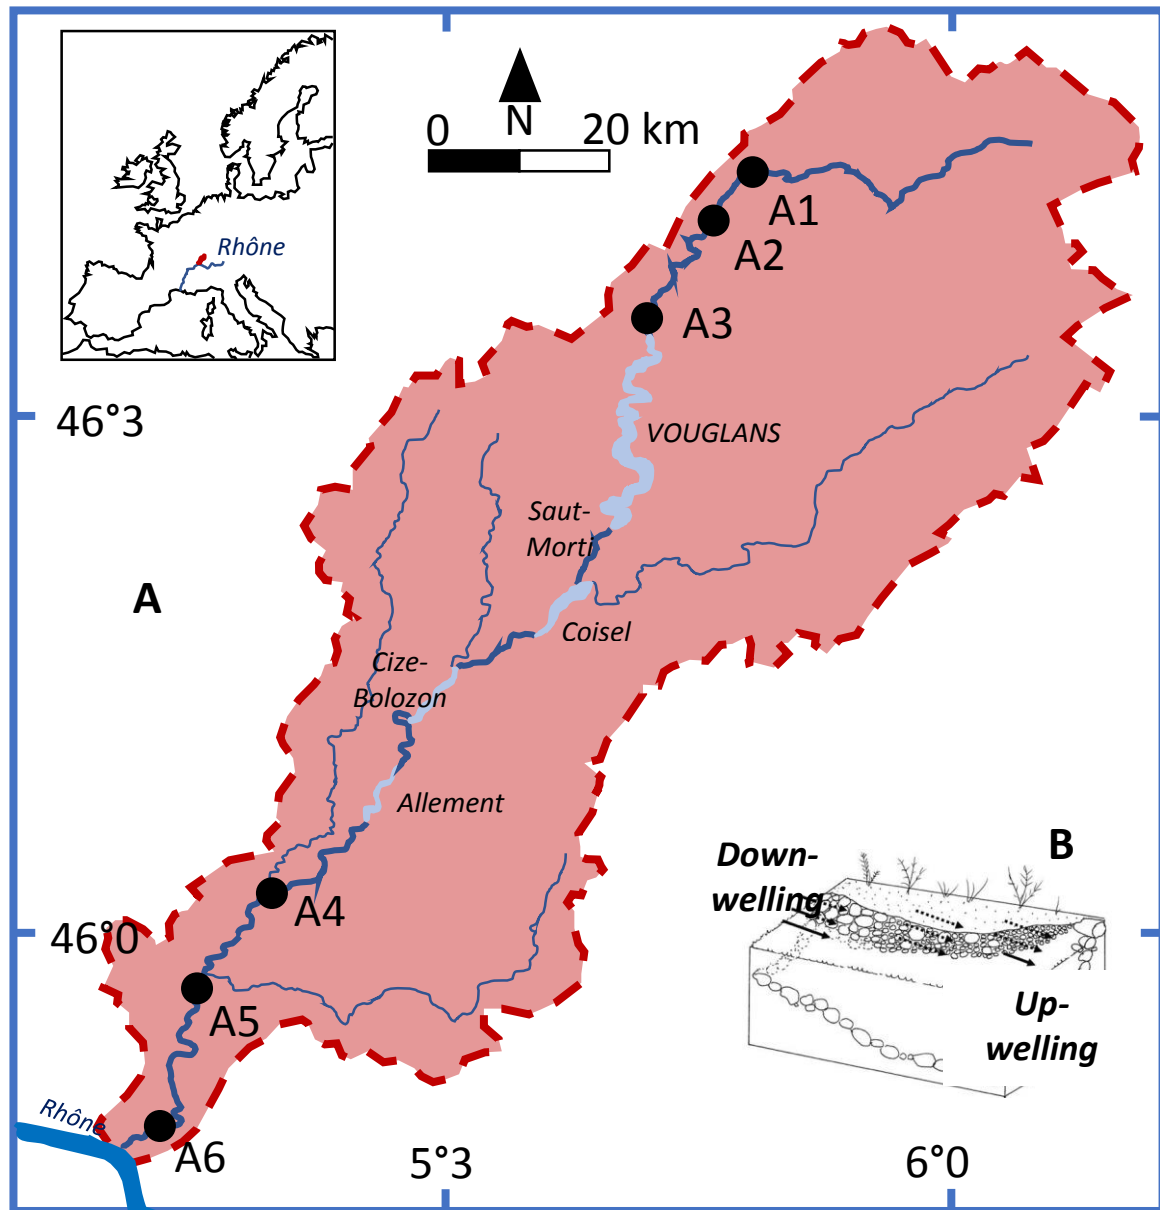 0
N
20 km
Rhône
A1
A2
A3
46°3
VOUGLANS
Saut-
Morti
A
Coisel
Cize-
Bolozon
Allement
B
Down-
welling
A4
46°0
A5
Up-
welling
Rhône
A6
5°3
6°0